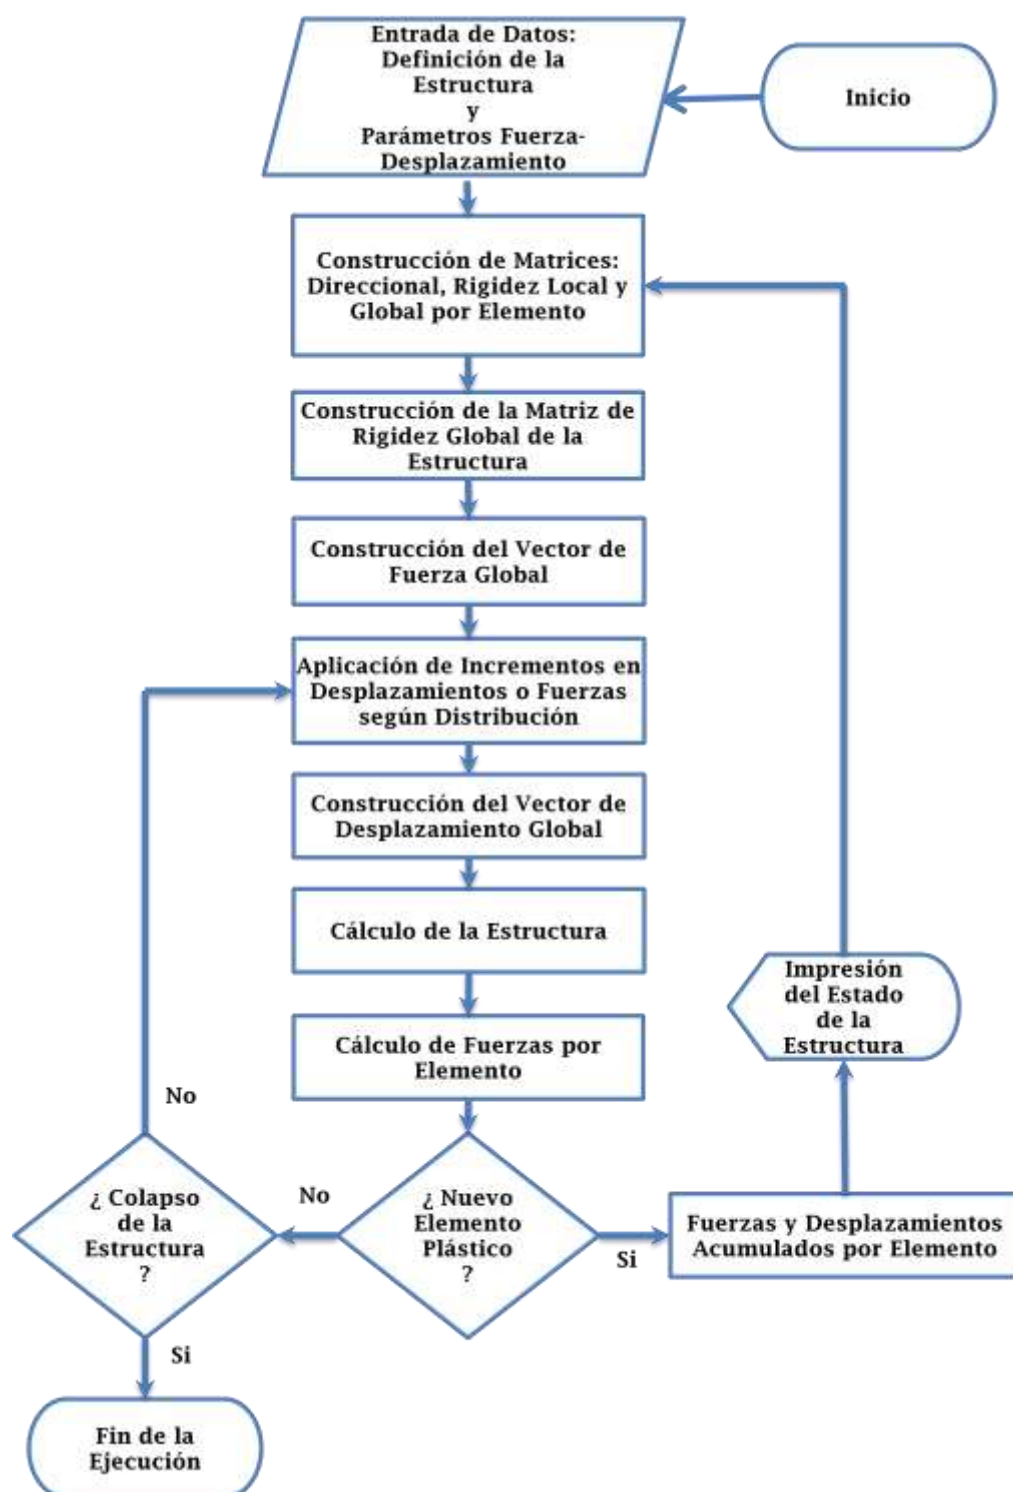 Entrada de Datos:
Definición de la
Estructura
y
Parámetros Fuerza-
Desplazamiento
Inicio
Construcción de Matrices:
Direccional, Rigidez Local y
Global por Elemento
Construcción de la Matriz de
Rigidez Global de la
Estructura
Construcción del Vector de
Fuerza Global
Aplicación de Incrementos en
Desplazamientos o Fuerzas
según Distribución
Construcción del Vector de
Desplazamiento Global
Cálculo de la Estructura
Cálculo de Fuerzas por
Elemento
¿ Nuevo
Elemento
Plástico
?
Si
Fuerzas y Desplazamientos
Acumulados por Elemento
Impresión
del Estado
de la
Estructura
No
¿ Colapso
de la
Estructura
?
No
Si
Fin de la
Ejecución